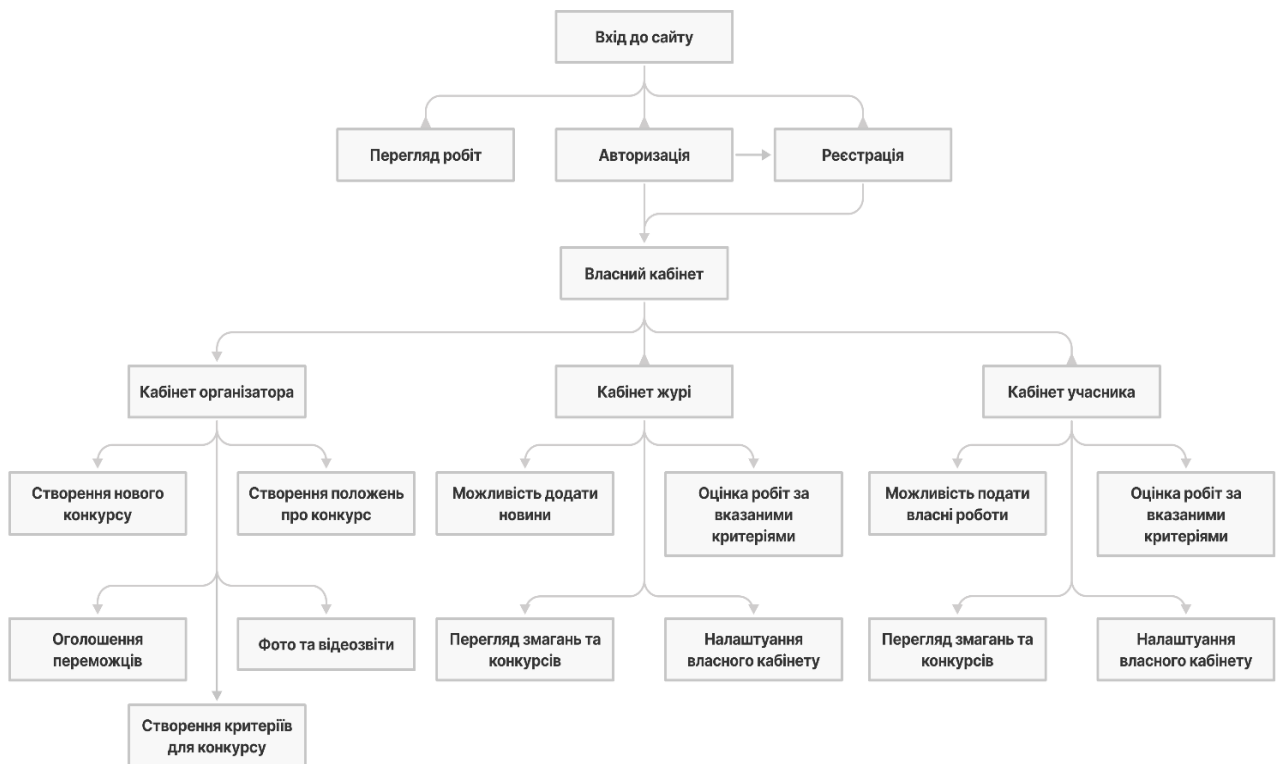 Вхід до сайту
Перегляд робіт
Авторизація
Реєстрація
Власний кабінет
Кабінет організатора
Кабінет журі
Кабінет учасника
Створення нового
конкурсу
Створення положень
про конкурс
Можливість додати
новини
Оцінка робіт за
вказаними
критеріями
Можливість подати
власні роботи
Оцінка робіт за
вказаними
критеріями
Оголошення
переможців
Фото та відеозвіти
Перегляд змагань та
конкурсів
Налаштуання
власного кабінету
Перегляд змагань та
конкурсів
Налаштуання
власного кабінету
Створення критеріїв
для конкурсу